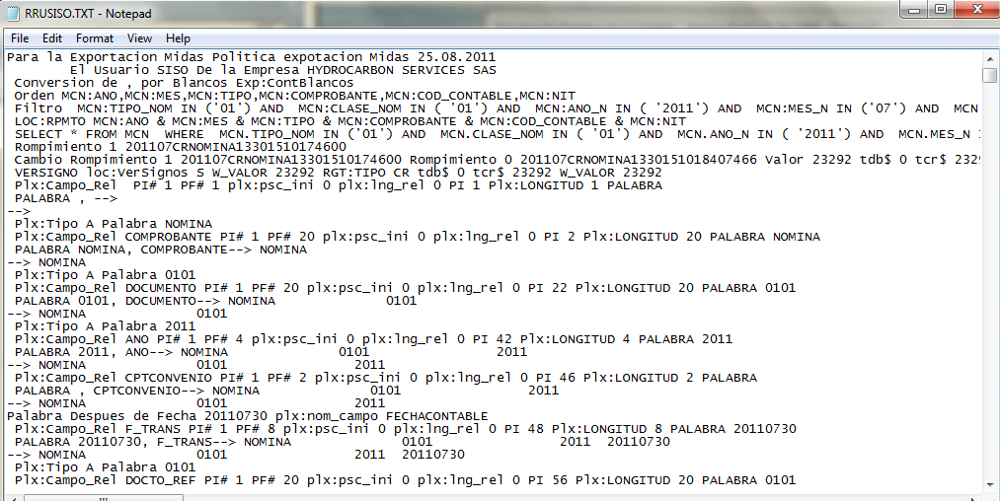 RRUSISO.TXT - Notepad
File Edit Format View Help
Para la Exportacion Midas Politica expotacion Midas 25.08.2011
El Usuario SISO De la Empresa HYDROCARBON SERVICES SAS
Conversion de , por Blancos Exp:ContBlancos
Orden MCN:ANO,MCN:MES,MCN:TIPO,MCN:COMPROBANTE,MCN:COD_CONTABLE,MCN:NIT
Filtro  MCN:TIPO_NOM IN ('01') AND  MCN:CLASE_NOM IN ( '01') AND  MCN:ANO_N IN ( '2011') AND  MCN:MES_N IN ('07') AND  MCN
LOC:RPMTO MCN:ANO & MCN:MES & MCN:TIPO & MCN:COMPROBANTE & MCN:COD_CONTABLE & MCN:NIT
SELECT * FROM MCN  WHERE  MCN.TIPO_NOM IN ('01') AND  MCN.CLASE_NOM IN ( '01') AND  MCN.ANO_N IN ( '2011') AND  MCN.MES_N
Rompimiento 1 201107CRNOMINA13301510174600
Cambio Rompimiento 1 201107CRNOMINA13301510174600 Rompimiento 0 201107CRNOMINA1330151018407466 Valor 23292 tdb$ 0 tcr$ 2329
VERSIGNO loc:VerSignos S W_VALOR 23292 RGT:TIPO CR tdb$ 0 tcr$ 23292 W_VALOR 23292
Plx:Campo_Rel  PI# 1 PF# 1 plx:psc_ini 0 plx:lng_rel 0 PI 1 Plx:LONGITUD 1 PALABRA
PALABRA , -->
-->
Plx:Tipo A Palabra NOMINA
Plx:Campo_Rel COMPROBANTE PI# 1 PF# 20 plx:psc_ini 0 plx:lng_rel 0 PI 2 Plx:LONGITUD 20 PALABRA NOMINA
PALABRA NOMINA, COMPROBANTE--> NOMINA
--> NOMINA
Plx:Tipo A Palabra 0101
Plx:Campo_Rel DOCUMENTO PI# 1 PF# 20 plx:psc_ini 0 plx:lng_rel 0 PI 22 Plx:LONGITUD 20 PALABRA 0101
PALABRA 0101, DOCUMENTO--> NOMINA              0101
--> NOMINA              0101
Plx:Tipo A Palabra 2011
Plx:Campo_Rel ANO PI# 1 PF# 4 plx:psc_ini 0 plx:lng_rel 0 PI 42 Plx:LONGITUD 4 PALABRA 2011
PALABRA 2011, ANO--> NOMINA              0101                2011
--> NOMINA              0101                2011
Plx:Campo_Rel CPTCONVENIO PI# 1 PF# 2 plx:psc_ini 0 plx:lng_rel 0 PI 46 Plx:LONGITUD 2 PALABRA
PALABRA , CPTCONVENIO--> NOMINA              0101                2011
--> NOMINA              0101                2011
Palabra Despues de Fecha 20110730 plx:nom_campo FECHACONTABLE
Plx:Campo_Rel F_TRANS PI# 1 PF# 8 plx:psc_ini 0 plx:lng_rel 0 PI 48 Plx:LONGITUD 8 PALABRA 20110730
PALABRA 20110730, F_TRANS--> NOMINA              0101                2011  20110730
--> NOMINA              0101                2011  20110730
Plx:Tipo A Palabra 0101
Plx:Campo_Rel DOCTO_REF PI# 1 PF# 20 plx:psc_ini 0 plx:lng_rel 0 PI 56 Plx:LONGITUD 20 PALABRA 0101